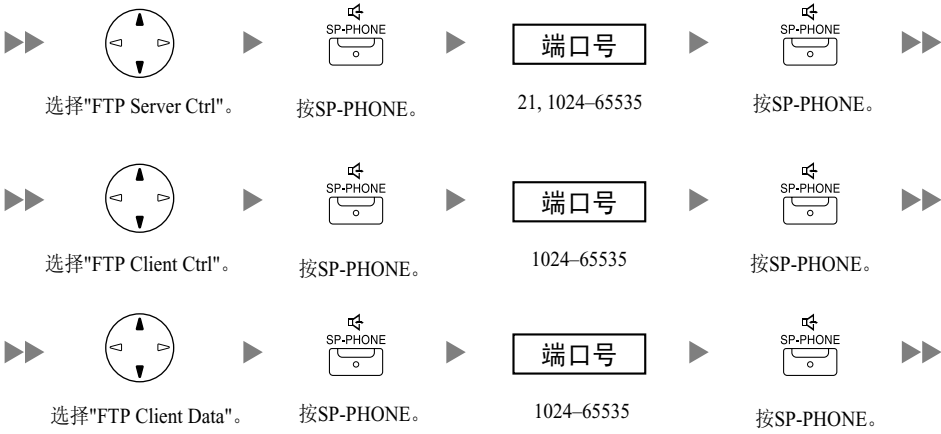 SP-PHONE 端口号 SP-PHONE
选择"FTP Server Ctrl"。 按SP-PHONE。 21, 1024–65535 按SP-PHONE。
SP-PHONE 端口号 SP-PHONE
选择"FTP Client Ctrl"。 按SP-PHONE。 1024–65535 按SP-PHONE。
SP-PHONE 端口号 SP-PHONE
选择"FTP Client Data"。 按SP-PHONE。 1024–65535 按SP-PHONE。